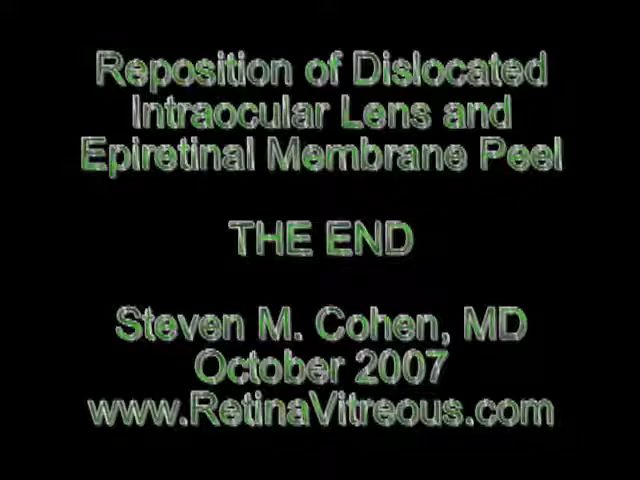 Reposition of Dislocated
Intraocular Lens and
Epiretinal Membrane Peel
THE END
Steven M. Cohen, MD
October 2007
www.RetinaVitreous.com